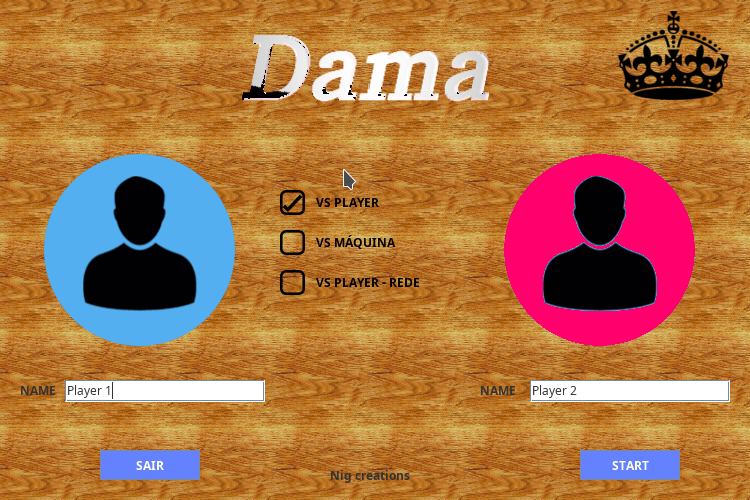 Dama
VS PLAYER
VS MÁQUINA
VS PLAYER - REDE
NAME Player 1
NAME Player 2
SAIR
Nig creations
START